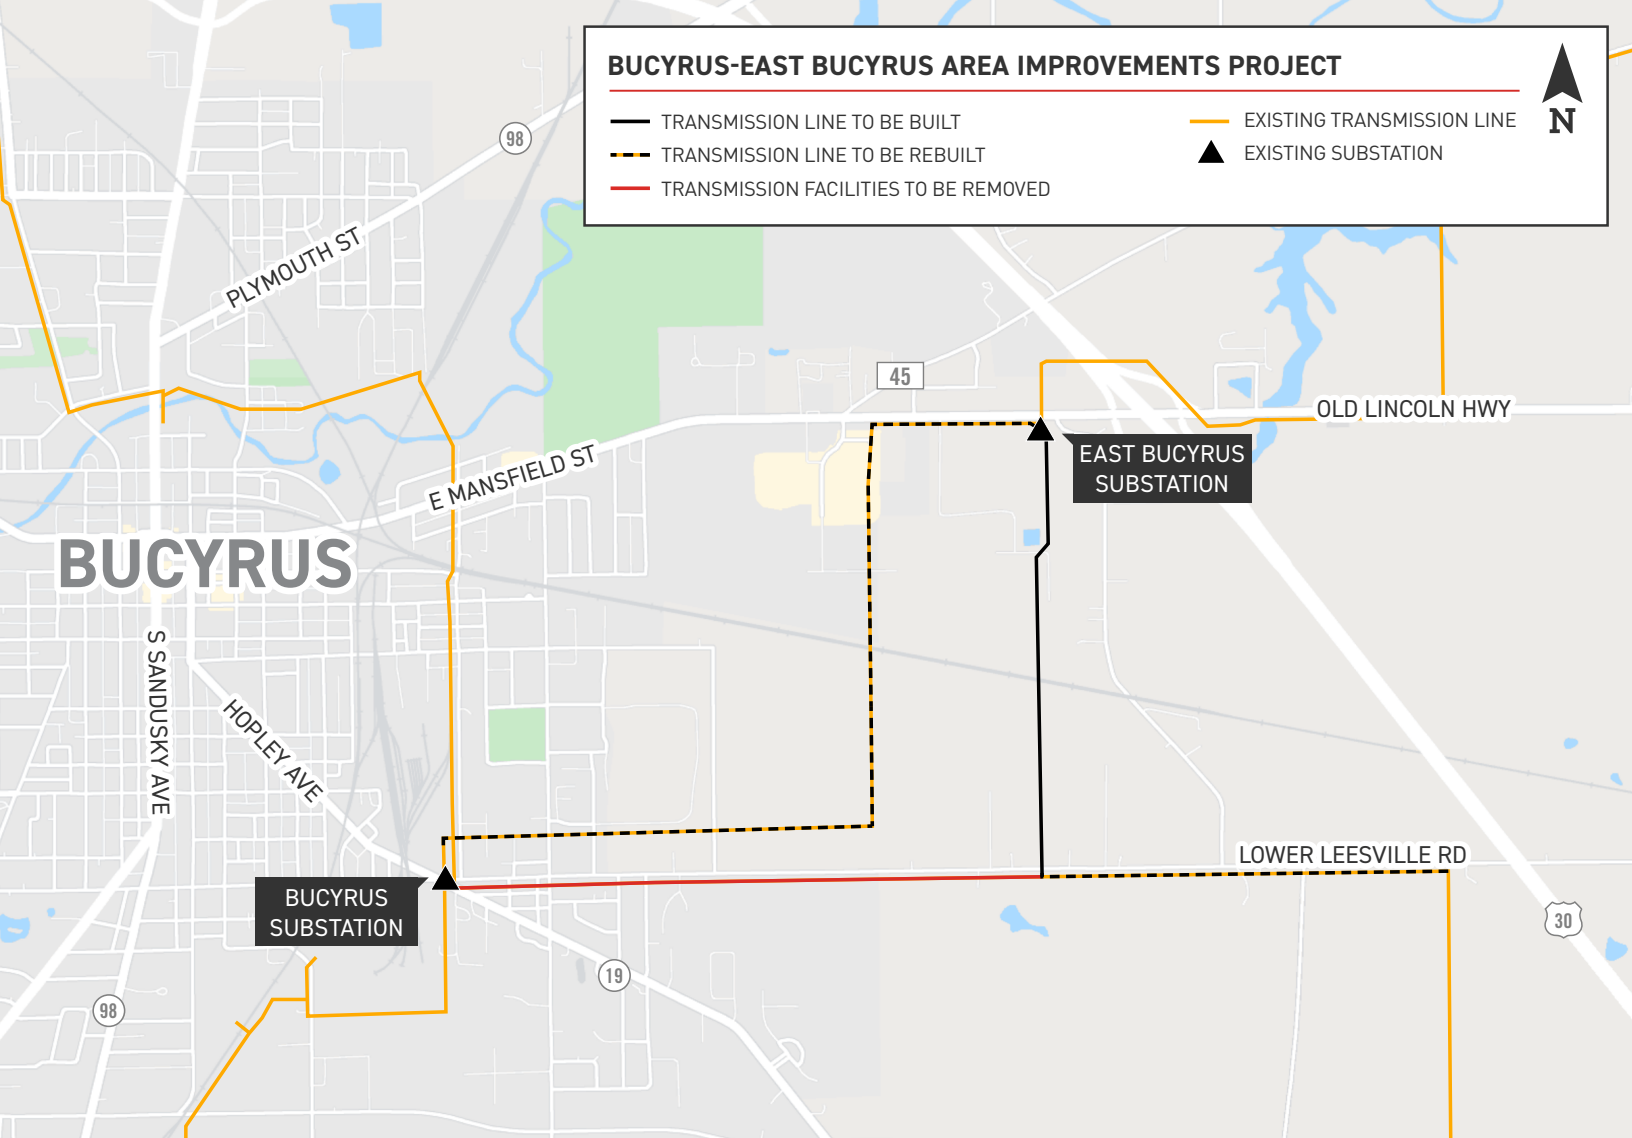 BUCYRUS-EAST BUCYRUS AREA IMPROVEMENTS PROJECT
TRANSMISSION LINE TO BE BUILT
TRANSMISSION LINE TO BE REBUILT
TRANSMISSION FACILITIES TO BE REMOVED
EXISTING TRANSMISSION LINE
EXISTING SUBSTATION
N
98
PLYMOUTH ST
45
OLD LINCOLN HWY
EAST BUCYRUS
SUBSTATION
E MANSFIELD ST
BUCYRUS
S SANDUSKY AVE
HOPLEY AVE
LOWER LEESVILLE RD
BUCYRUS
SUBSTATION
30
19
98